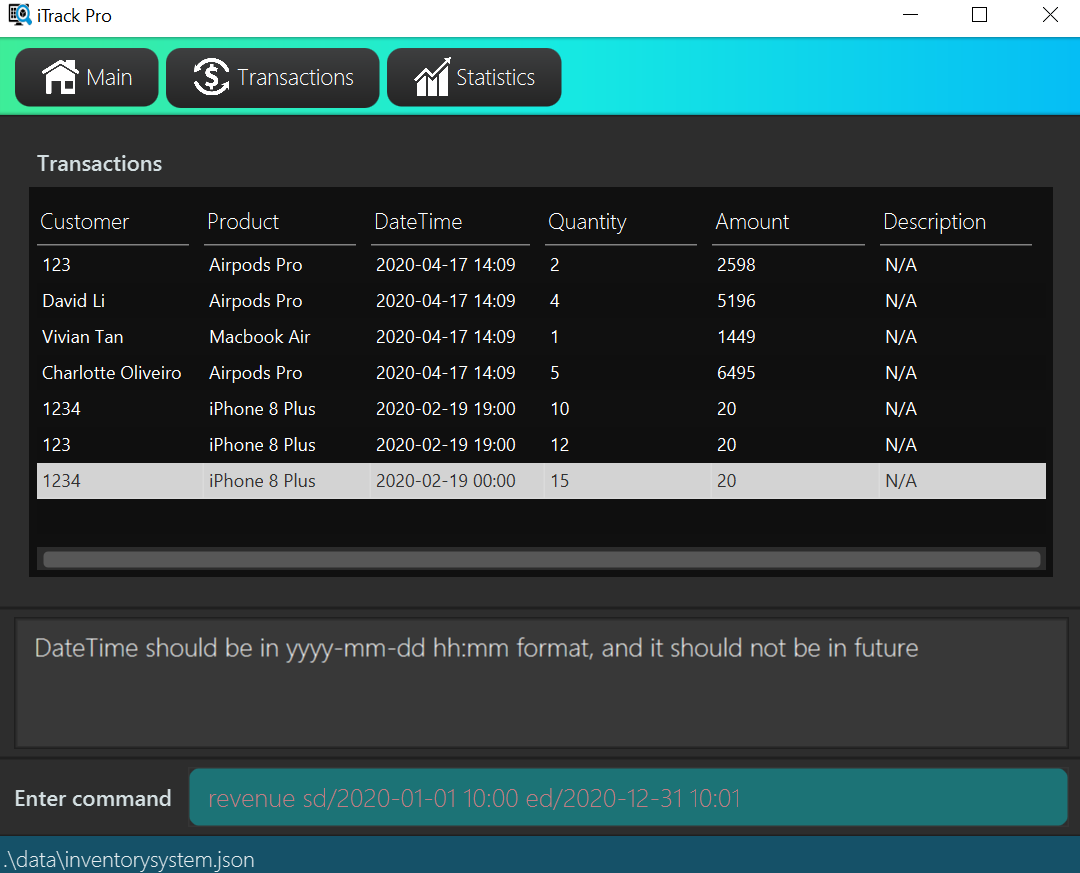 iTrack Pro
Main Transactions Statistics
Transactions
Customer Product DateTime Quantity Amount Description
123 Airpods Pro 2020-04-17 14:09 2 2598 N/A
David Li Airpods Pro 2020-04-17 14:09 4 5196 N/A
Vivian Tan Macbook Air 2020-04-17 14:09 1 1449 N/A
Charlotte Oliveiro Airpods Pro 2020-04-17 14:09 5 6495 N/A
1234 iPhone 8 Plus 2020-02-19 19:00 10 20 N/A
123 iPhone 8 Plus 2020-02-19 19:00 12 20 N/A
1234 iPhone 8 Plus 2020-02-19 00:00 15 20 N/A
DateTime should be in yyyy-mm-dd hh:mm format, and it should not be in future
Enter command revenue sd/2020-01-01 10:00 ed/2020-12-31 10:01
.\data\inventorysystem.json